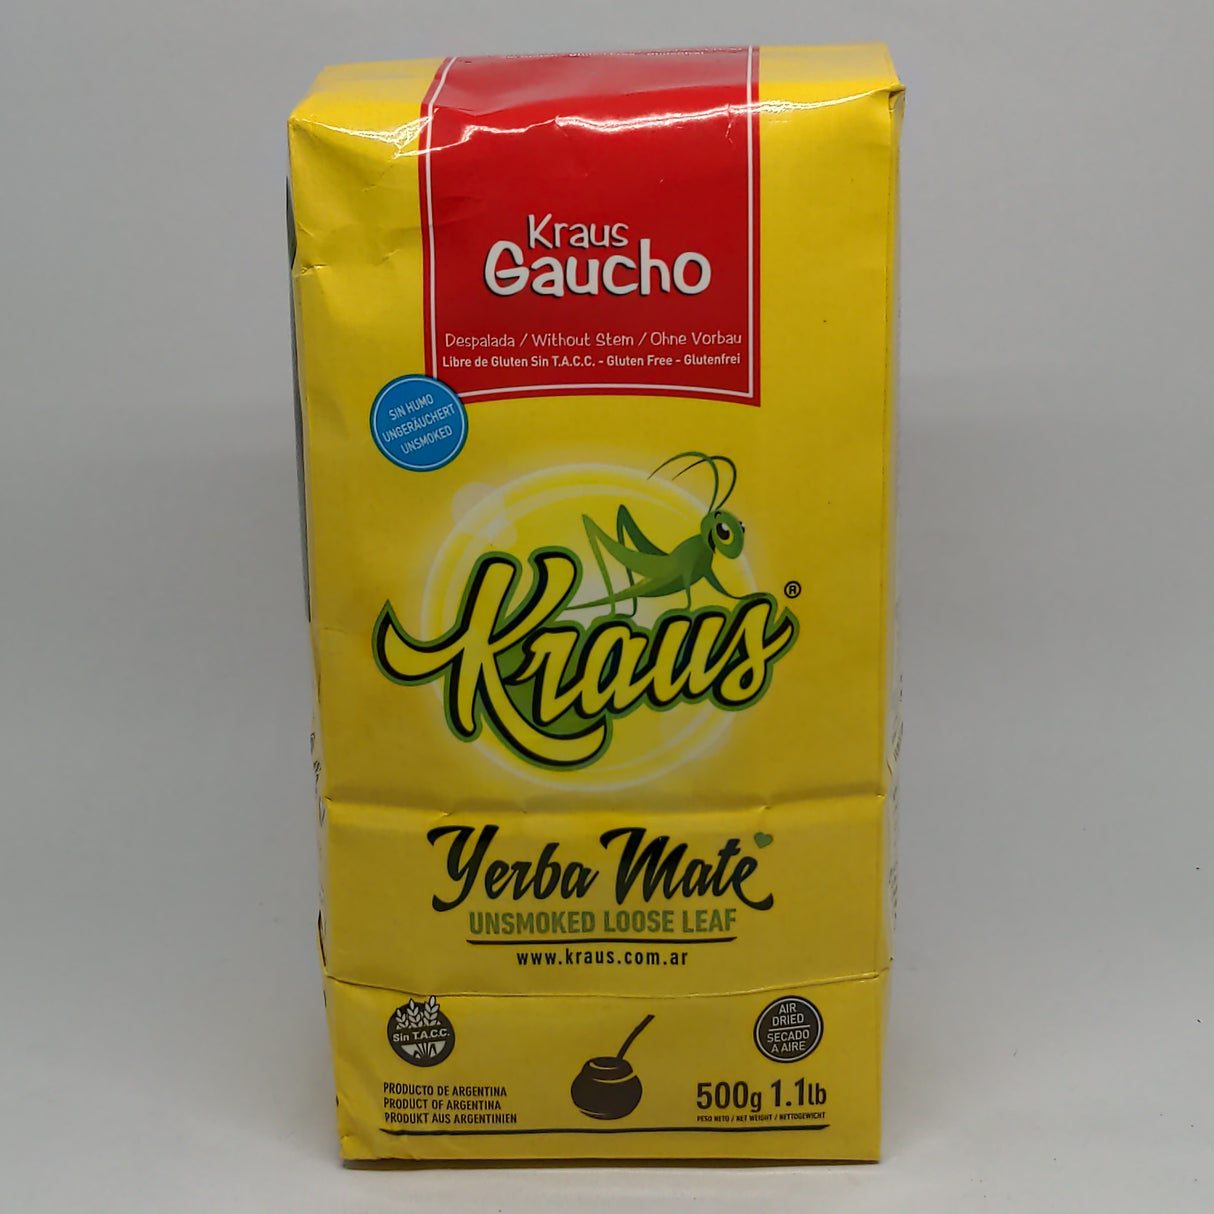 Kraus
Gaucho
Despalada / Without Stem / Ohne Vorbau
Libre de Gluten Sin T.A.C.C. - Gluten Free - Glutenfrei
SIN HUMO
UNGERÄUCHERT
UNSMOKED
Kraus®
Yerba Mate
UNSMOKED LOOSE LEAF
www.kraus.com.ar
Sin T.A.C.C.
AIR
DRIED
SECADO
A AIRE
PRODUCTO DE ARGENTINA
PRODUCT OF ARGENTINA
PRODUKT AUS ARGENTINIEN
500g 1.1lb
PESO NETO / NET WEIGHT / NETTOGEWICHT